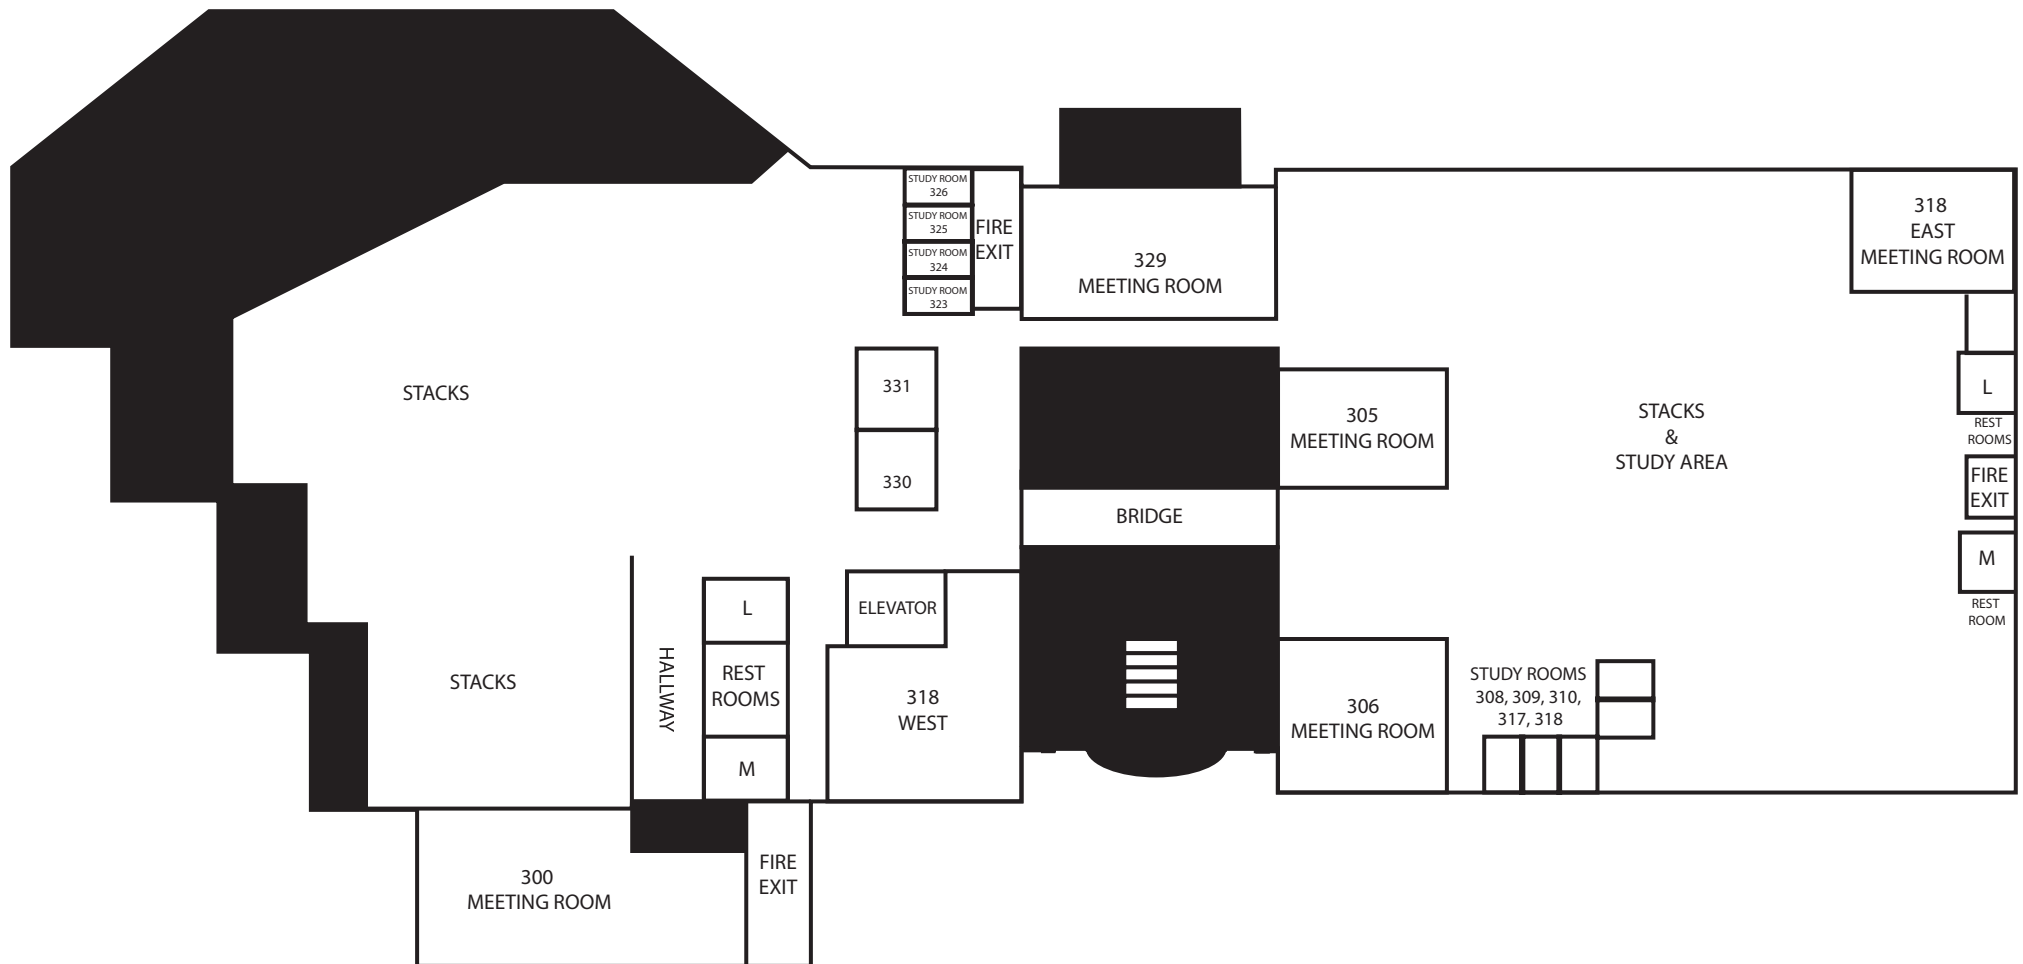 STUDY ROOM
326
STUDY ROOM
325
STUDY ROOM
324
STUDY ROOM
323
FIRE
EXIT
329
MEETING ROOM
318
EAST
MEETING ROOM
STACKS
331
330
305
MEETING ROOM
STACKS
&
STUDY AREA
L
REST
ROOMS
FIRE
EXIT
M
REST
ROOM
BRIDGE
STACKS
HALLWAY
L
REST
ROOMS
M
ELEVATOR
318
WEST
306
MEETING ROOM
STUDY ROOMS
308, 309, 310,
317, 318
300
MEETING ROOM
FIRE
EXIT